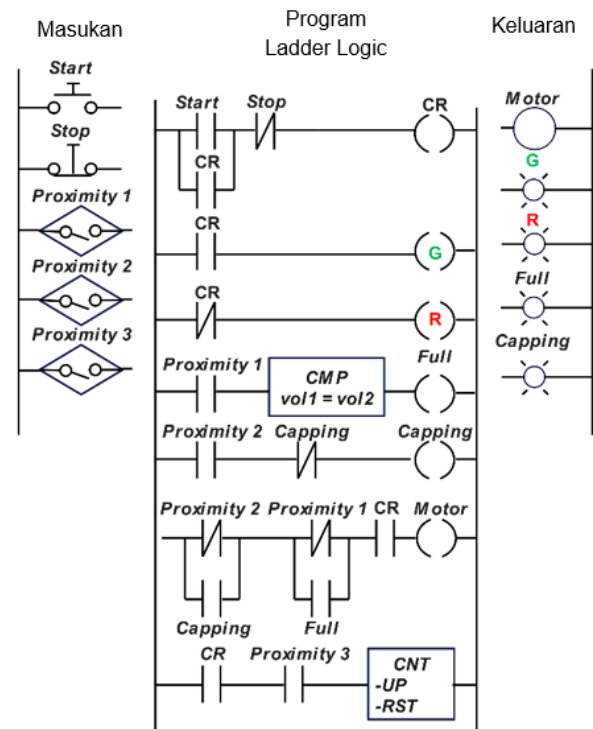 Masukan
Program
Ladder Logic
Keluaran
Start
Stop
Proximity 1
Proximity 2
Proximity 3
Start Stop CR
CR
CR
G
CR
R
Proximity 1 Full
CMP
vol1 = vol2
Proximity 2 Capping Capping
Proximity 2 Proximity 1 CR Motor
Capping Full
CR Proximity 3
CNT
-UP
-RST
Motor
G
R
Full
Capping